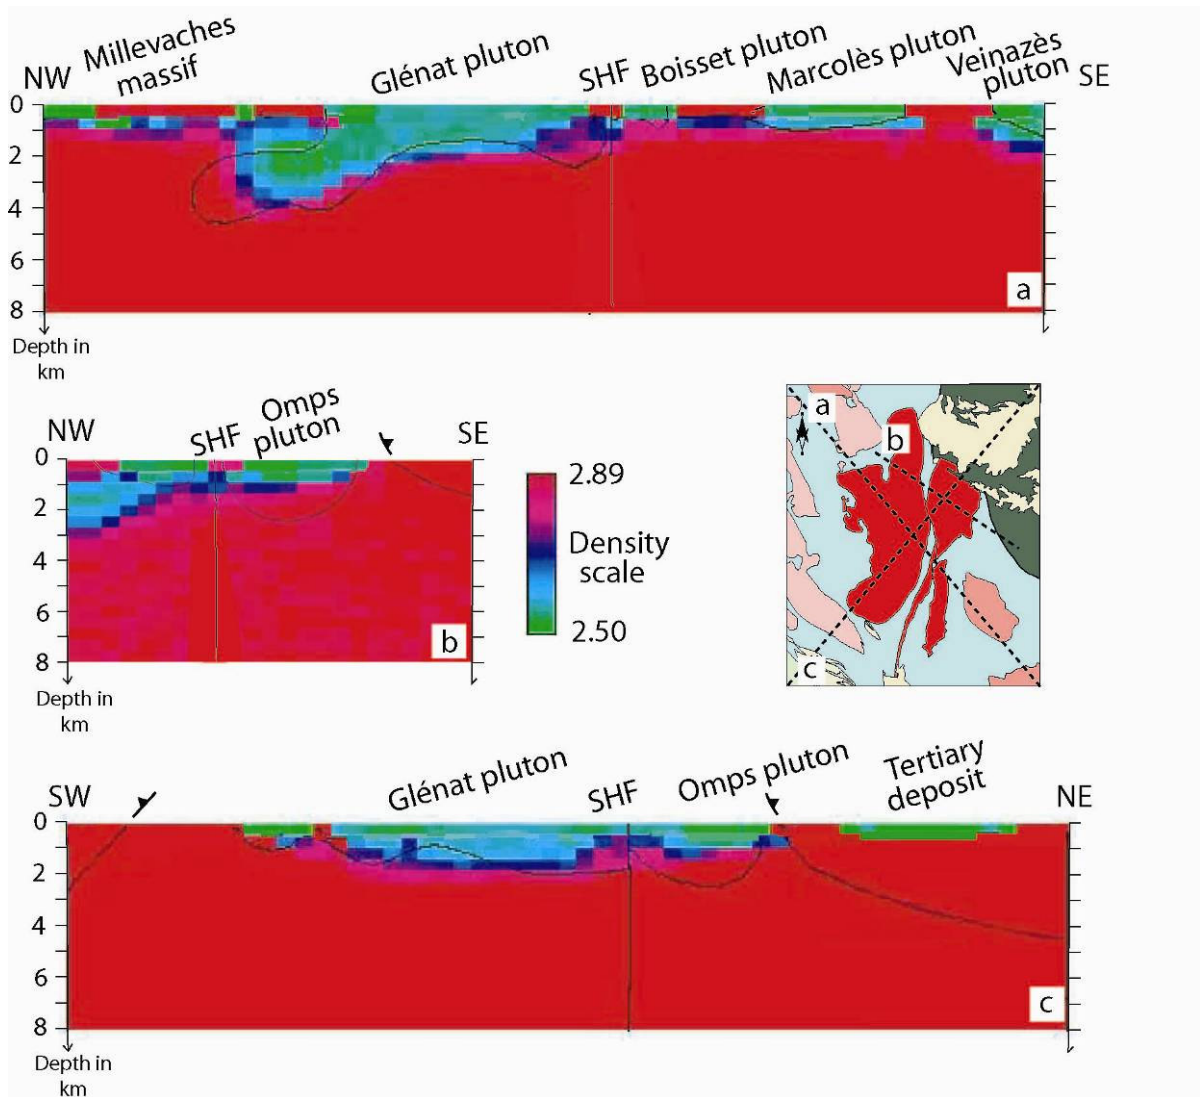 NW
Millevaches
massif
Glénat pluton
SHF
Boisset pluton
Marcolès pluton
Veinazès
pluton
SE
0
2
4
6
8
a
Depth in
km
NW
SHF
Omps
pluton
SE
0
2
4
6
8
b
Depth in
km
2.89
Density
scale
2.50
a
b
c
SW
Glénat pluton
SHF
Omps pluton
Tertiary
deposit
NE
0
2
4
6
8
c
Depth in
km